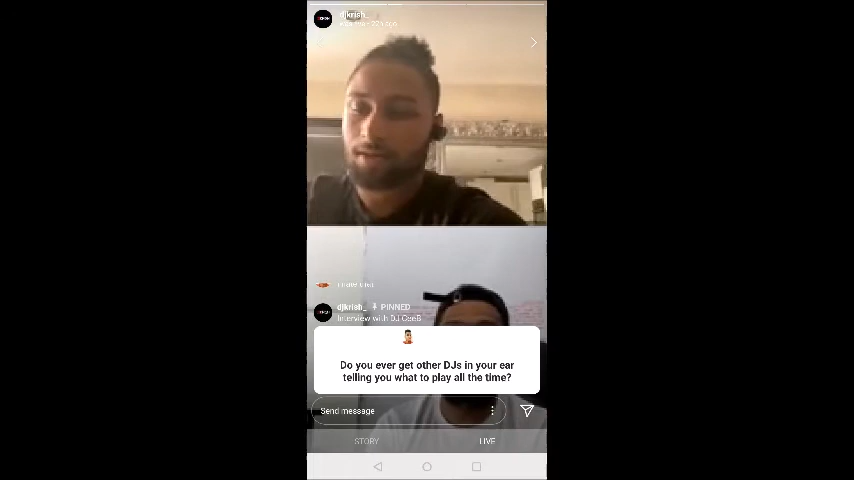 djkrish_
djkrish_ PINNED
Interview with DJ CeeB
Do you ever get other DJs in your ear
telling you what to play all the time?
Send message
STORY LIVE